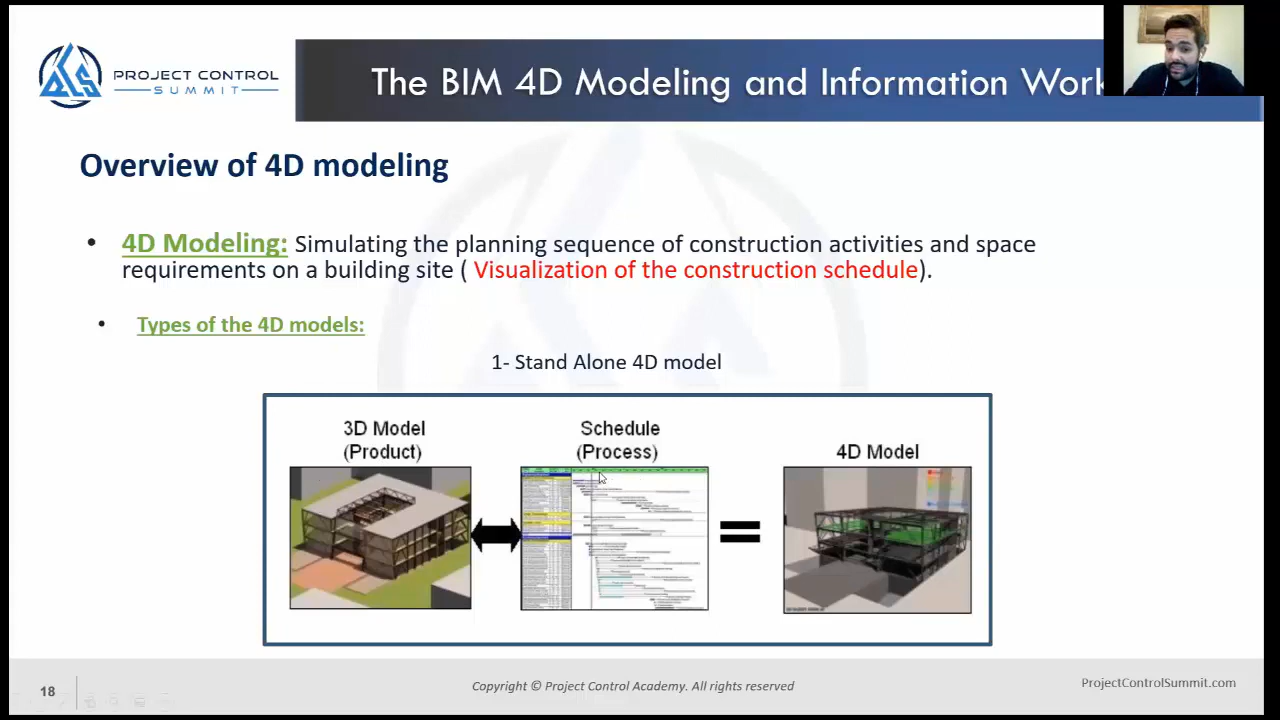 PROJECT CONTROL
SUMMIT
The BIM 4D Modeling and Information Work
Overview of 4D modeling
• 4D Modeling: Simulating the planning sequence of construction activities and space
requirements on a building site ( Visualization of the construction schedule).
• Types of the 4D models:
1- Stand Alone 4D model
3D Model
(Product)
Schedule
(Process)
4D Model
18
Copyright © Project Control Academy. All rights reserved
ProjectControlSummit.com